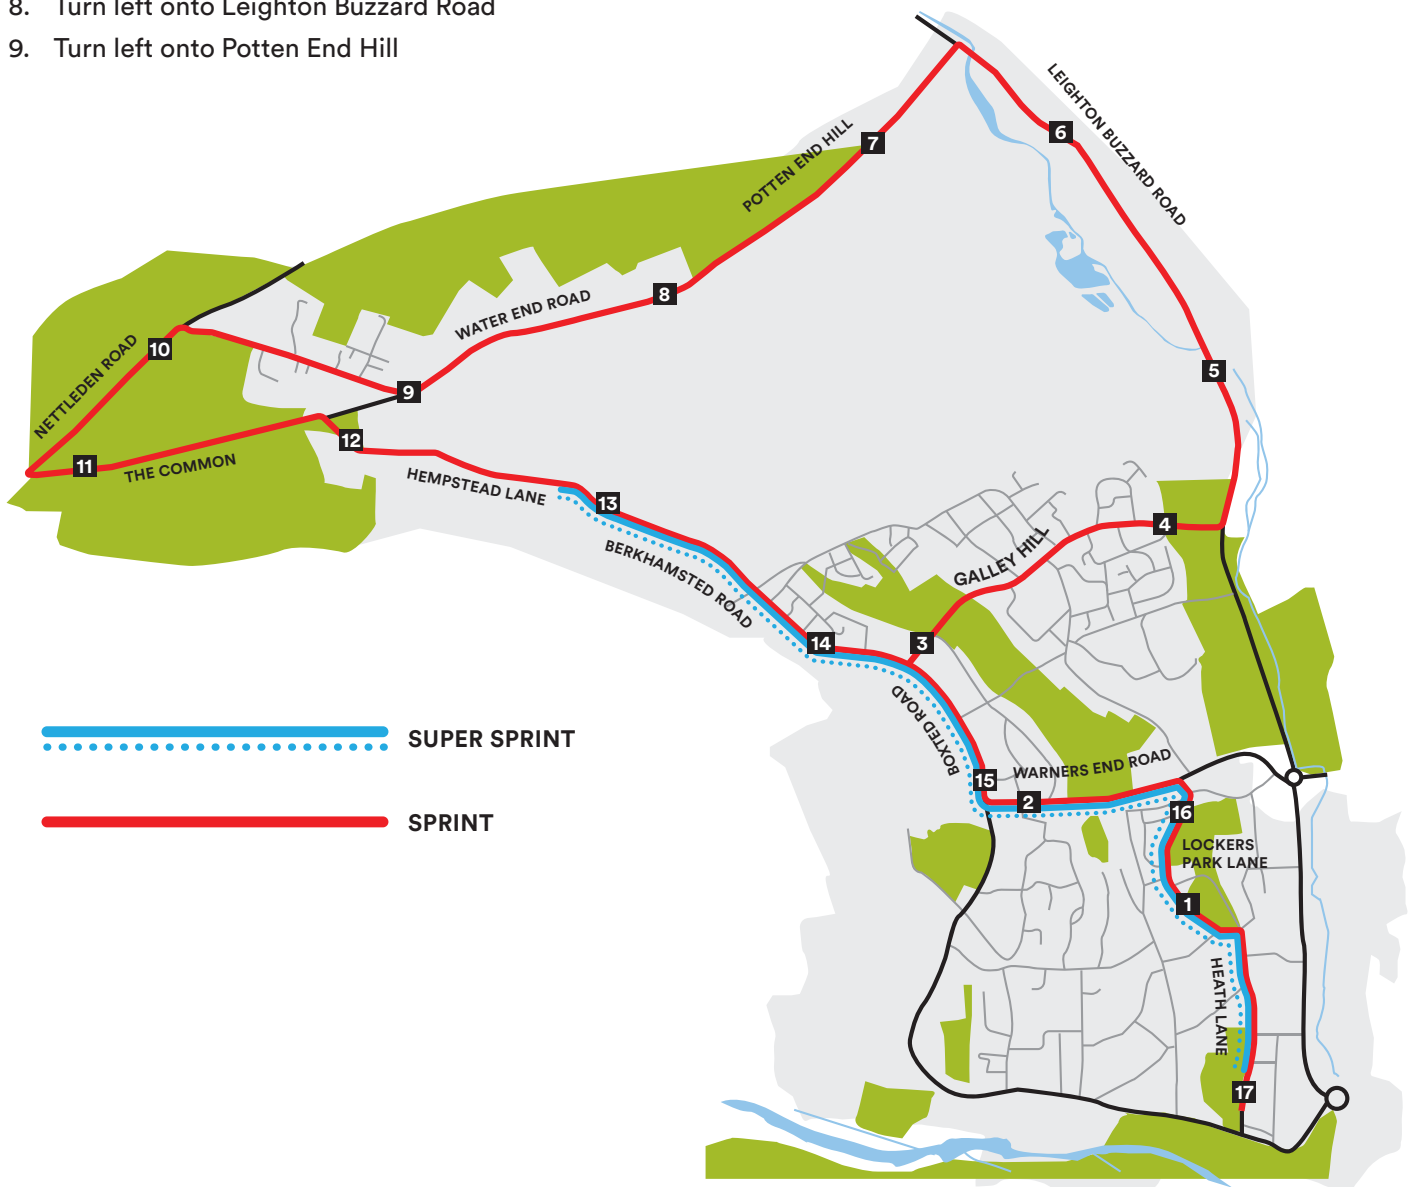 8. Turn left onto Leighton Buzzard Road
9. Turn left onto Potten End Hill
LEIGHTON BUZZARD ROAD
6
7
POTTEN END HILL
8
WATER END ROAD
5
10
NETTLEDEN ROAD
9
12
11
THE COMMON
HEMPSTEAD LANE
13
BERKHAMSTED ROAD
4
GALLEY HILL
3
14
BOXTED ROAD
SUPER SPRINT
SPRINT
15
2
WARNERS END ROAD
16
LOCKERS
PARK LANE
1
HEATH LANE
17